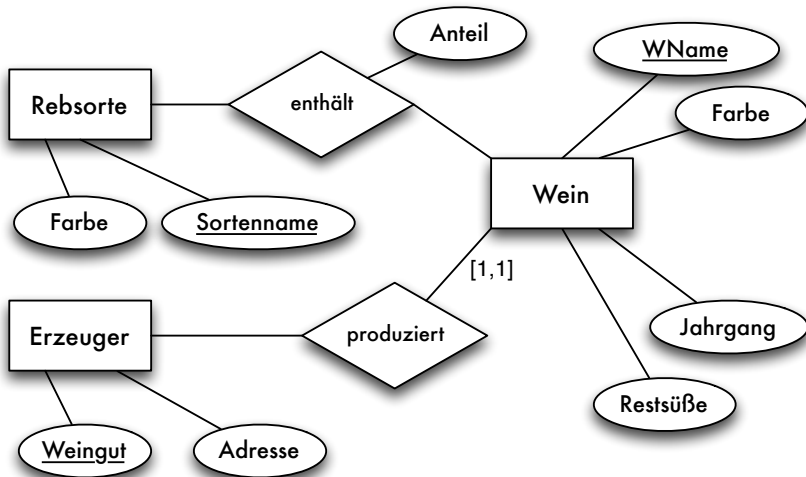 Anteil
WName
Rebsorte
enthält
Farbe
Wein
Farbe
Sortenname
[1,1]
Erzeuger
produziert
Jahrgang
Restsüße
Weingut
Adresse